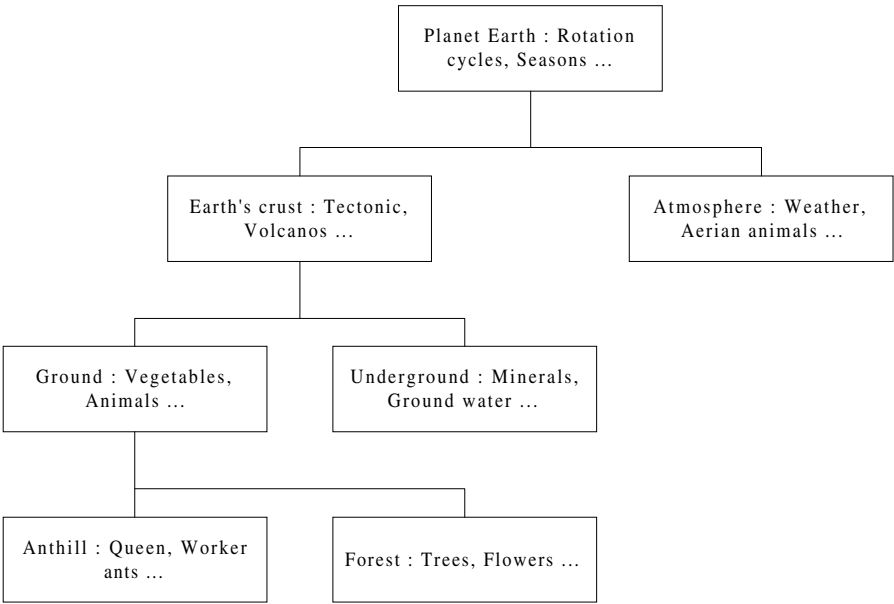 Planet Earth : Rotation
cycles, Seasons ...
Earth's crust : Tectonic,
Volcanos ...
Atmosphere : Weather,
Aerian animals ...
Ground : Vegetables,
Animals ...
Underground : Minerals,
Ground water ...
Anthill : Queen, Worker
ants ...
Forest : Trees, Flowers ...